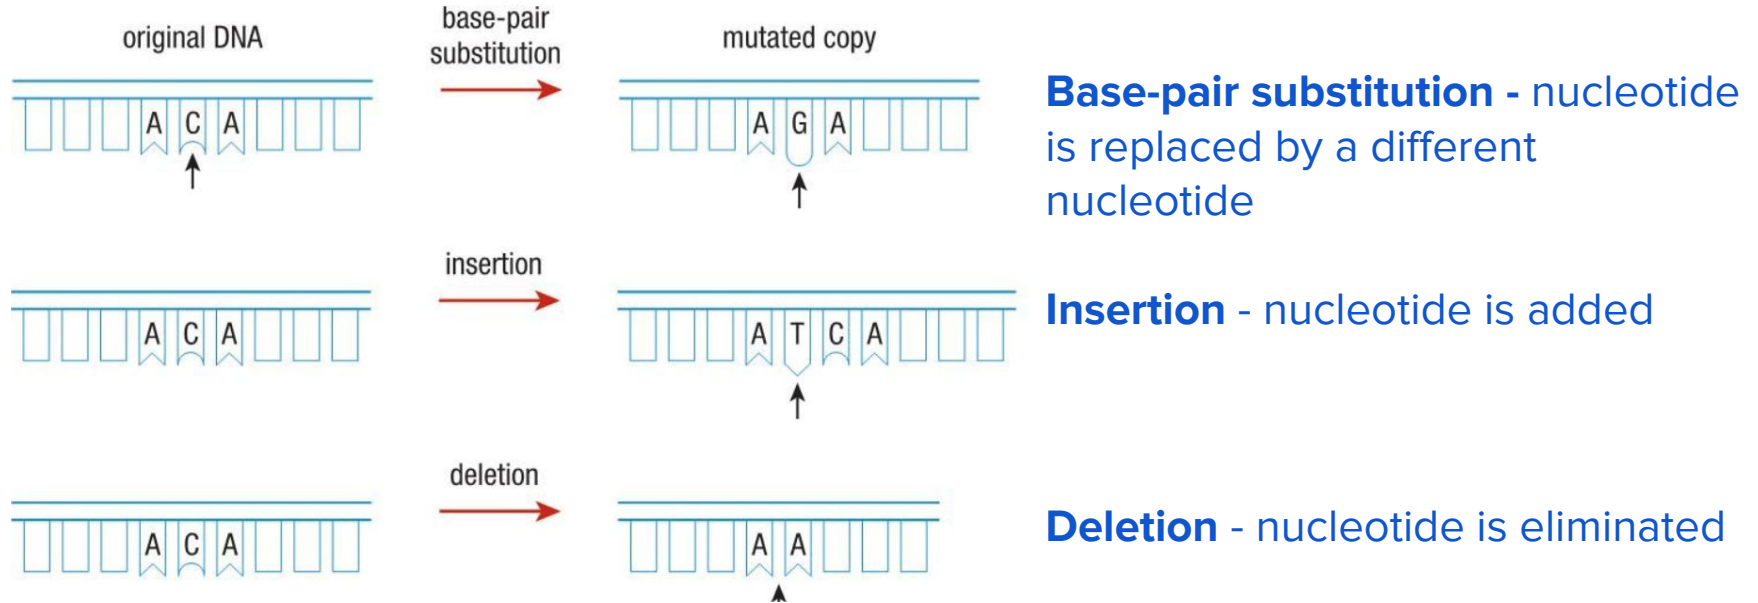 original DNA
base-pair
substitution
mutated copy
A C A
A G A
Base-pair substitution - nucleotide
is replaced by a different
nucleotide
insertion
A C A
A T C A
Insertion - nucleotide is added
deletion
A C A
A A
Deletion - nucleotide is eliminated